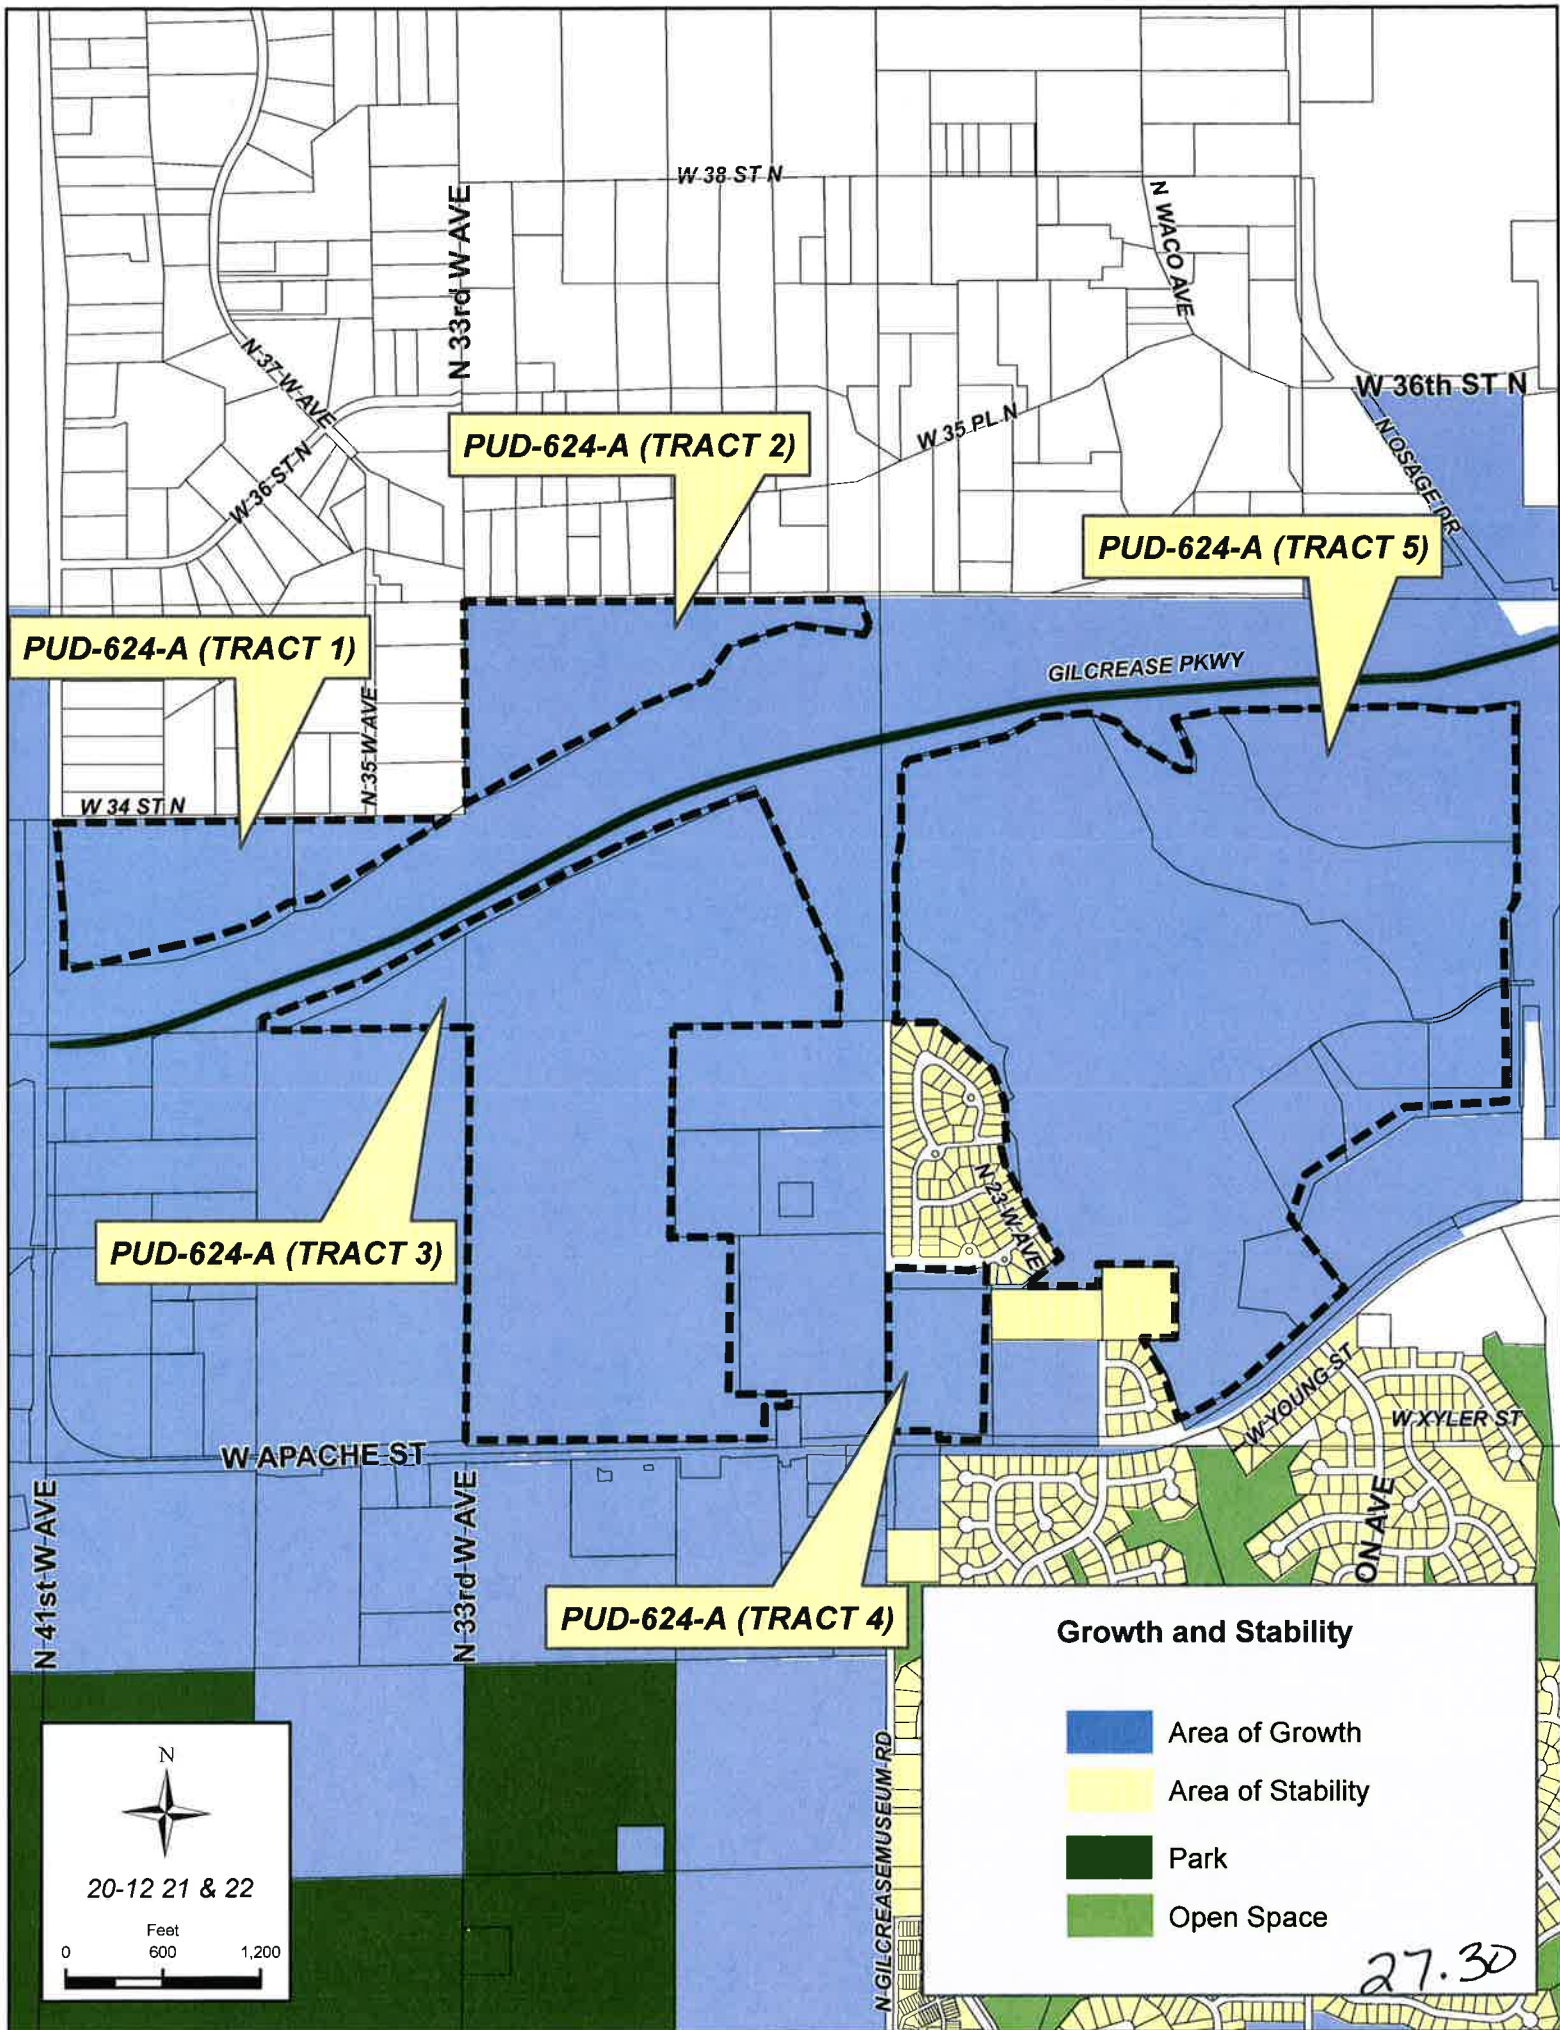 W 38 ST N
N 33rd W AVE
N WACO AVE
N 37 W AVE
W 36th ST N
W 36 ST N
W 35 PL N
N OSAGE DR
PUD-624-A (TRACT 2)
PUD-624-A (TRACT 5)
PUD-624-A (TRACT 1)
GILCREASE PKWY
N 35 W AVE
W 34 ST N
N 23 W AVE
PUD-624-A (TRACT 3)
W YOUNG ST
W XYLER ST
W APACHE ST
N 41st W AVE
N 33rd W AVE
ON AVE
PUD-624-A (TRACT 4)
N GILCREASEMUSEUM RD
Growth and Stability
Area of Growth
Area of Stability
Park
Open Space
N
20-12 21 & 22
Feet
0 600 1,200
27.30